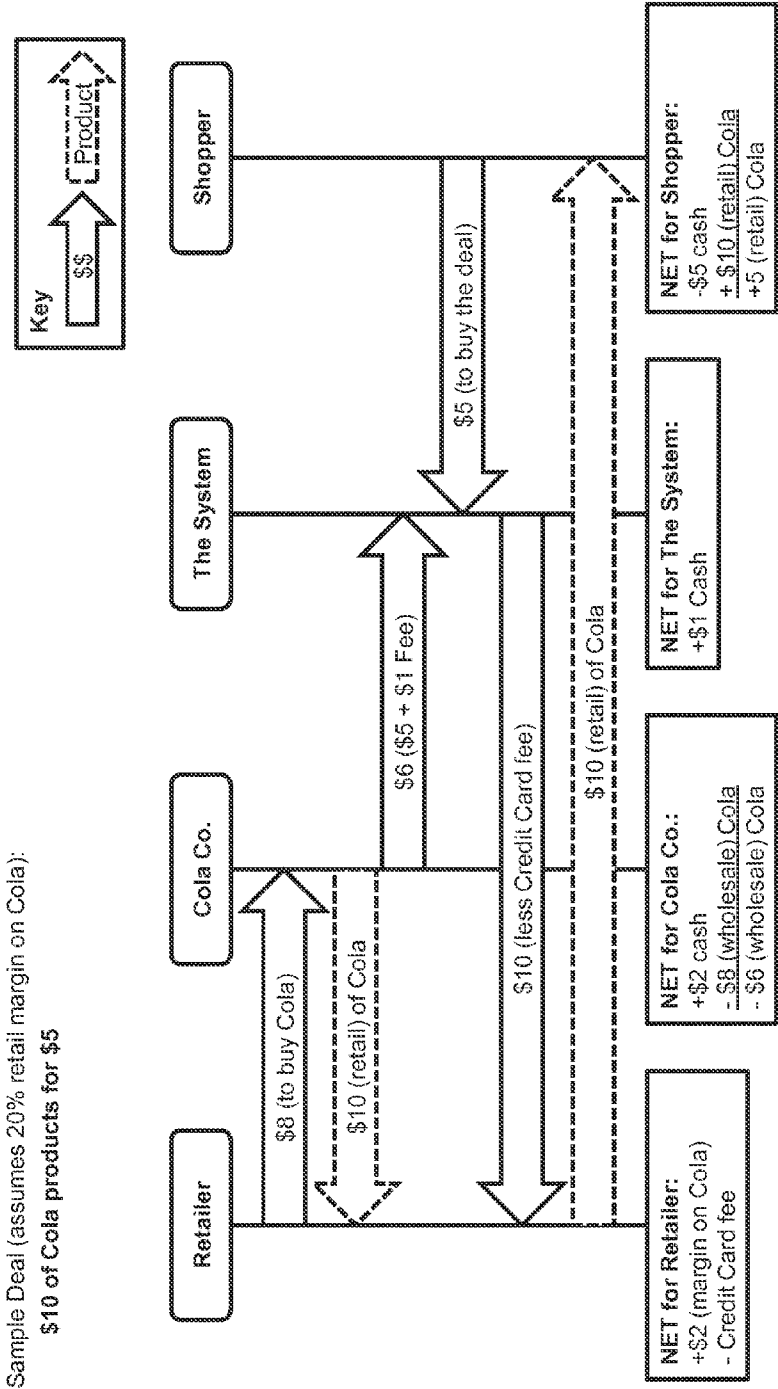 Sample Deal (assumes 20% retail margin on Cola):
$10 of Cola products for $5
Key
$$
Product
Retailer
Cola Co.
The System
Shopper
$8 (to buy Cola)
$10 (retail) of Cola
$6 ($5 + $1 Fee)
$5 (to buy the deal)
$10 (less Credit Card fee)
$10 (retail) of Cola
NET for Retailer:
+$2 (margin on Cola)
- Credit Card fee
NET for Cola Co.:
+$2 cash
- $8 (wholesale) Cola
- $6 (wholesale) Cola
NET for The System:
+$1 Cash
NET for Shopper:
-$5 cash
+ $10 (retail) Cola
+5 (retail) Cola